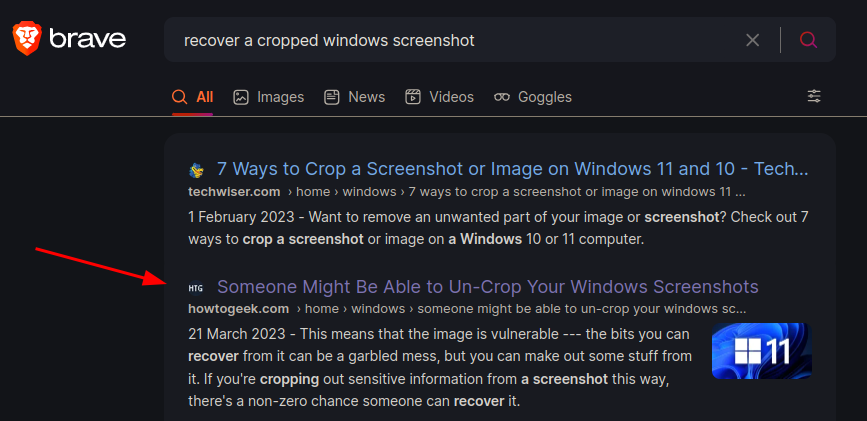 brave
recover a cropped windows screenshot
All Images News Videos Goggles
7 Ways to Crop a Screenshot or Image on Windows 11 and 10 - Tech...
techwiser.com › home › windows › 7 ways to crop a screenshot or image on windows 11 ...
1 February 2023 - Want to remove an unwanted part of your image or screenshot? Check out 7
ways to crop a screenshot or image on a Windows 10 or 11 computer.
HTG Someone Might Be Able to Un-Crop Your Windows Screenshots
howtogeek.com › home › windows › someone might be able to un-crop your windows sc...
21 March 2023 - This means that the image is vulnerable --- the bits you can
recover from it can be a garbled mess, but you can make out some stuff from
it. If you're cropping out sensitive information from a screenshot this way,
there's a non-zero chance someone can recover it.
11